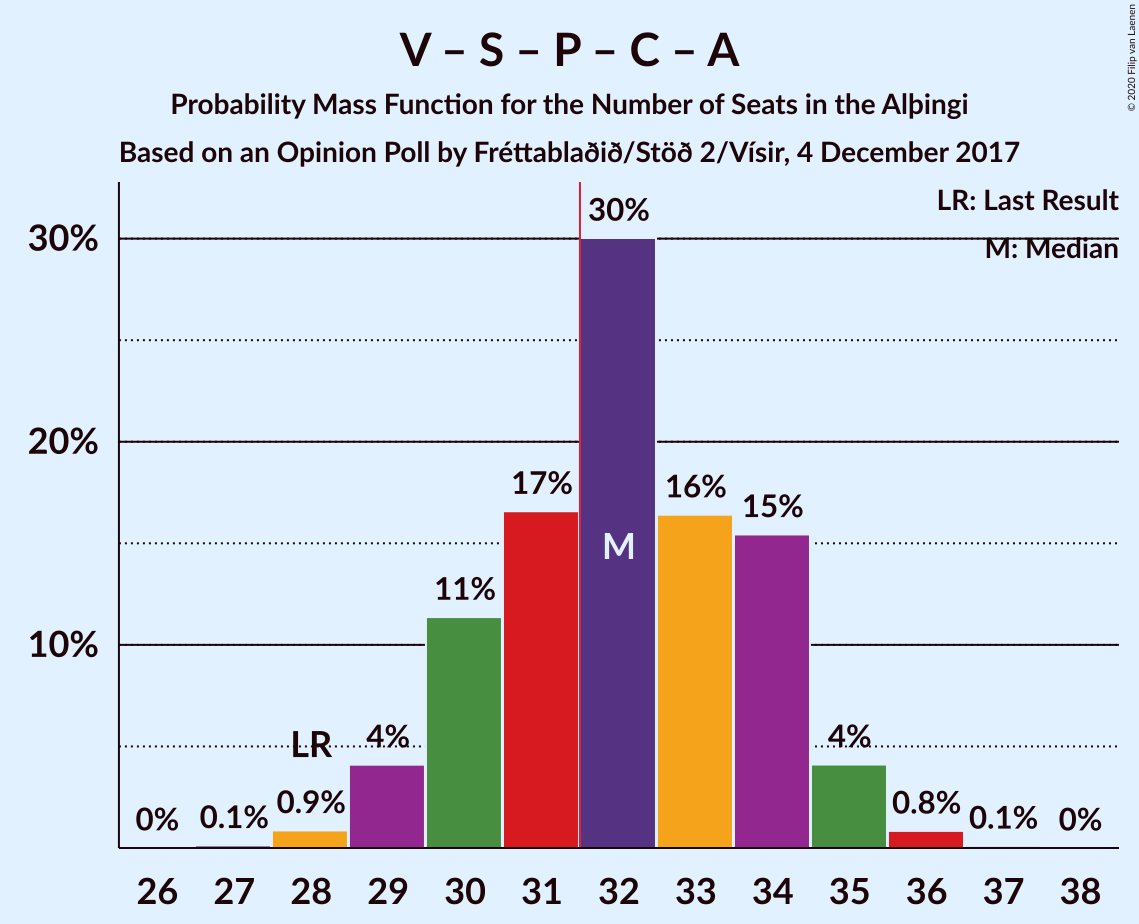 V – S – P – C – A
Probability Mass Function for the Number of Seats in the Alþingi
Based on an Opinion Poll by Fréttablaðið/Stöð 2/Vísir, 4 December 2017
© 2020 Filip van Laenen
LR: Last Result
M: Median
30%
20%
10%
0%
0.1%
0.9%
LR
4%
11%
17%
30%
M
16%
15%
4%
0.8%
0.1%
0%
26 27 28 29 30 31 32 33 34 35 36 37 38